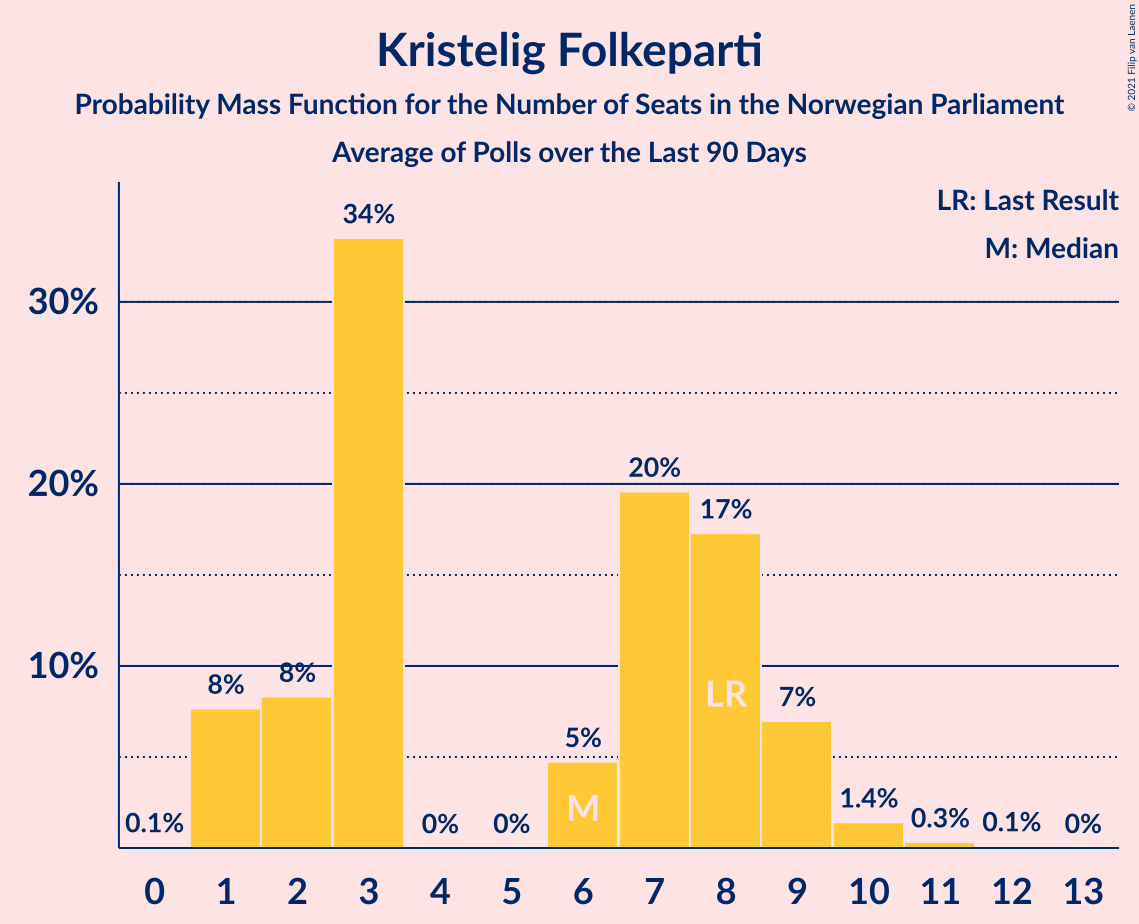 Kristelig Folkeparti
Probability Mass Function for the Number of Seats in the Norwegian Parliament
Average of Polls over the Last 90 Days
© 2021 Filip van Laenen
LR: Last Result
M: Median
34%
30%
20%
20%
17%
10%
8%
8%
LR
7%
5%
M
1.4%
0.1%
0%
0%
0.3%
0.1%
0%
0 1 2 3 4 5 6 7 8 9 10 11 12 13